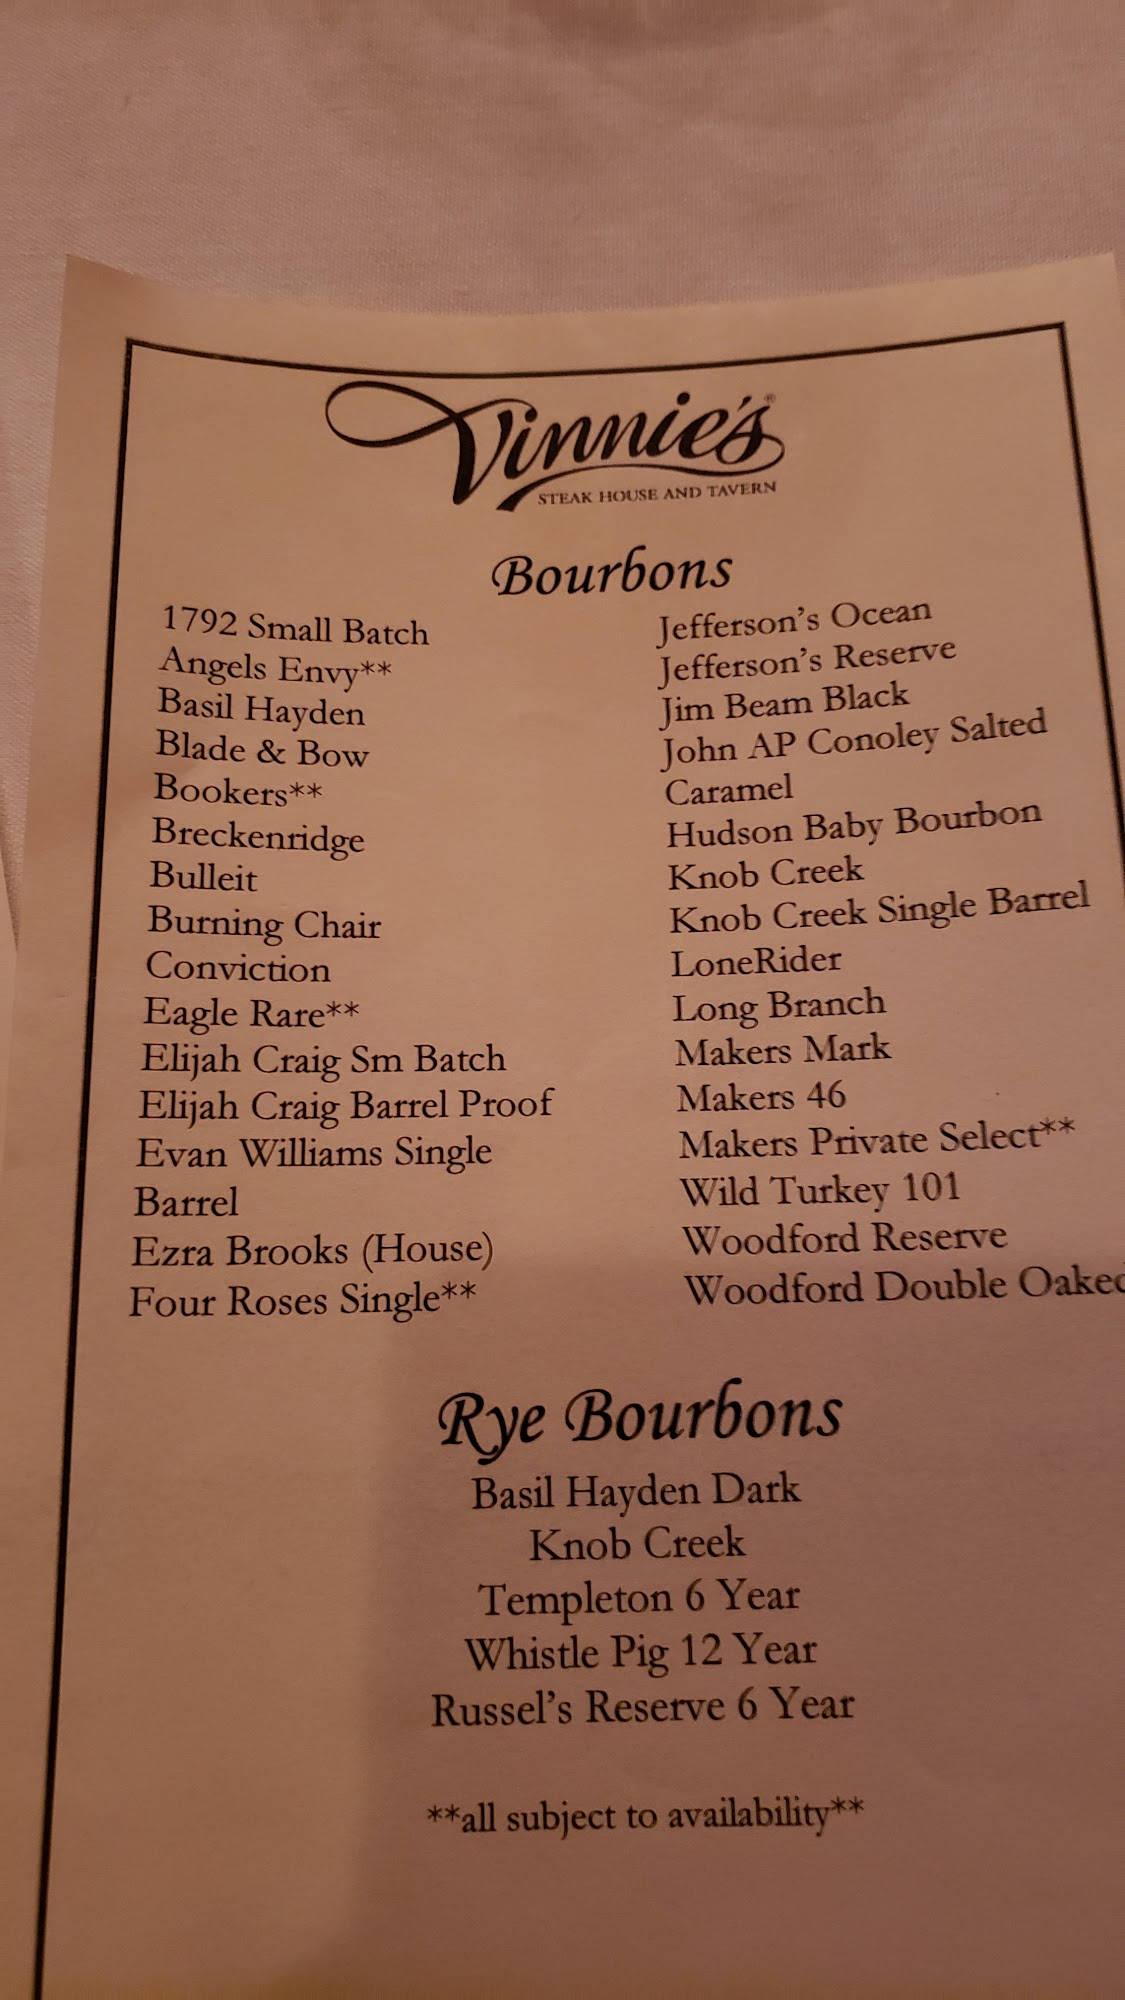 Vinnie's®
STEAK HOUSE AND TAVERN
Bourbons
1792 Small Batch
Angels Envy**
Basil Hayden
Blade & Bow
Bookers**
Breckenridge
Bulleit
Burning Chair
Conviction
Eagle Rare**
Elijah Craig Sm Batch
Elijah Craig Barrel Proof
Evan Williams Single
Barrel
Ezra Brooks (House)
Four Roses Single**
Jefferson's Ocean
Jefferson's Reserve
Jim Beam Black
John AP Conoley Salted
Caramel
Hudson Baby Bourbon
Knob Creek
Knob Creek Single Barrel
LoneRider
Long Branch
Makers Mark
Makers 46
Makers Private Select**
Wild Turkey 101
Woodford Reserve
Woodford Double Oaked
Rye Bourbons
Basil Hayden Dark
Knob Creek
Templeton 6 Year
Whistle Pig 12 Year
Russel's Reserve 6 Year
**all subject to availability**